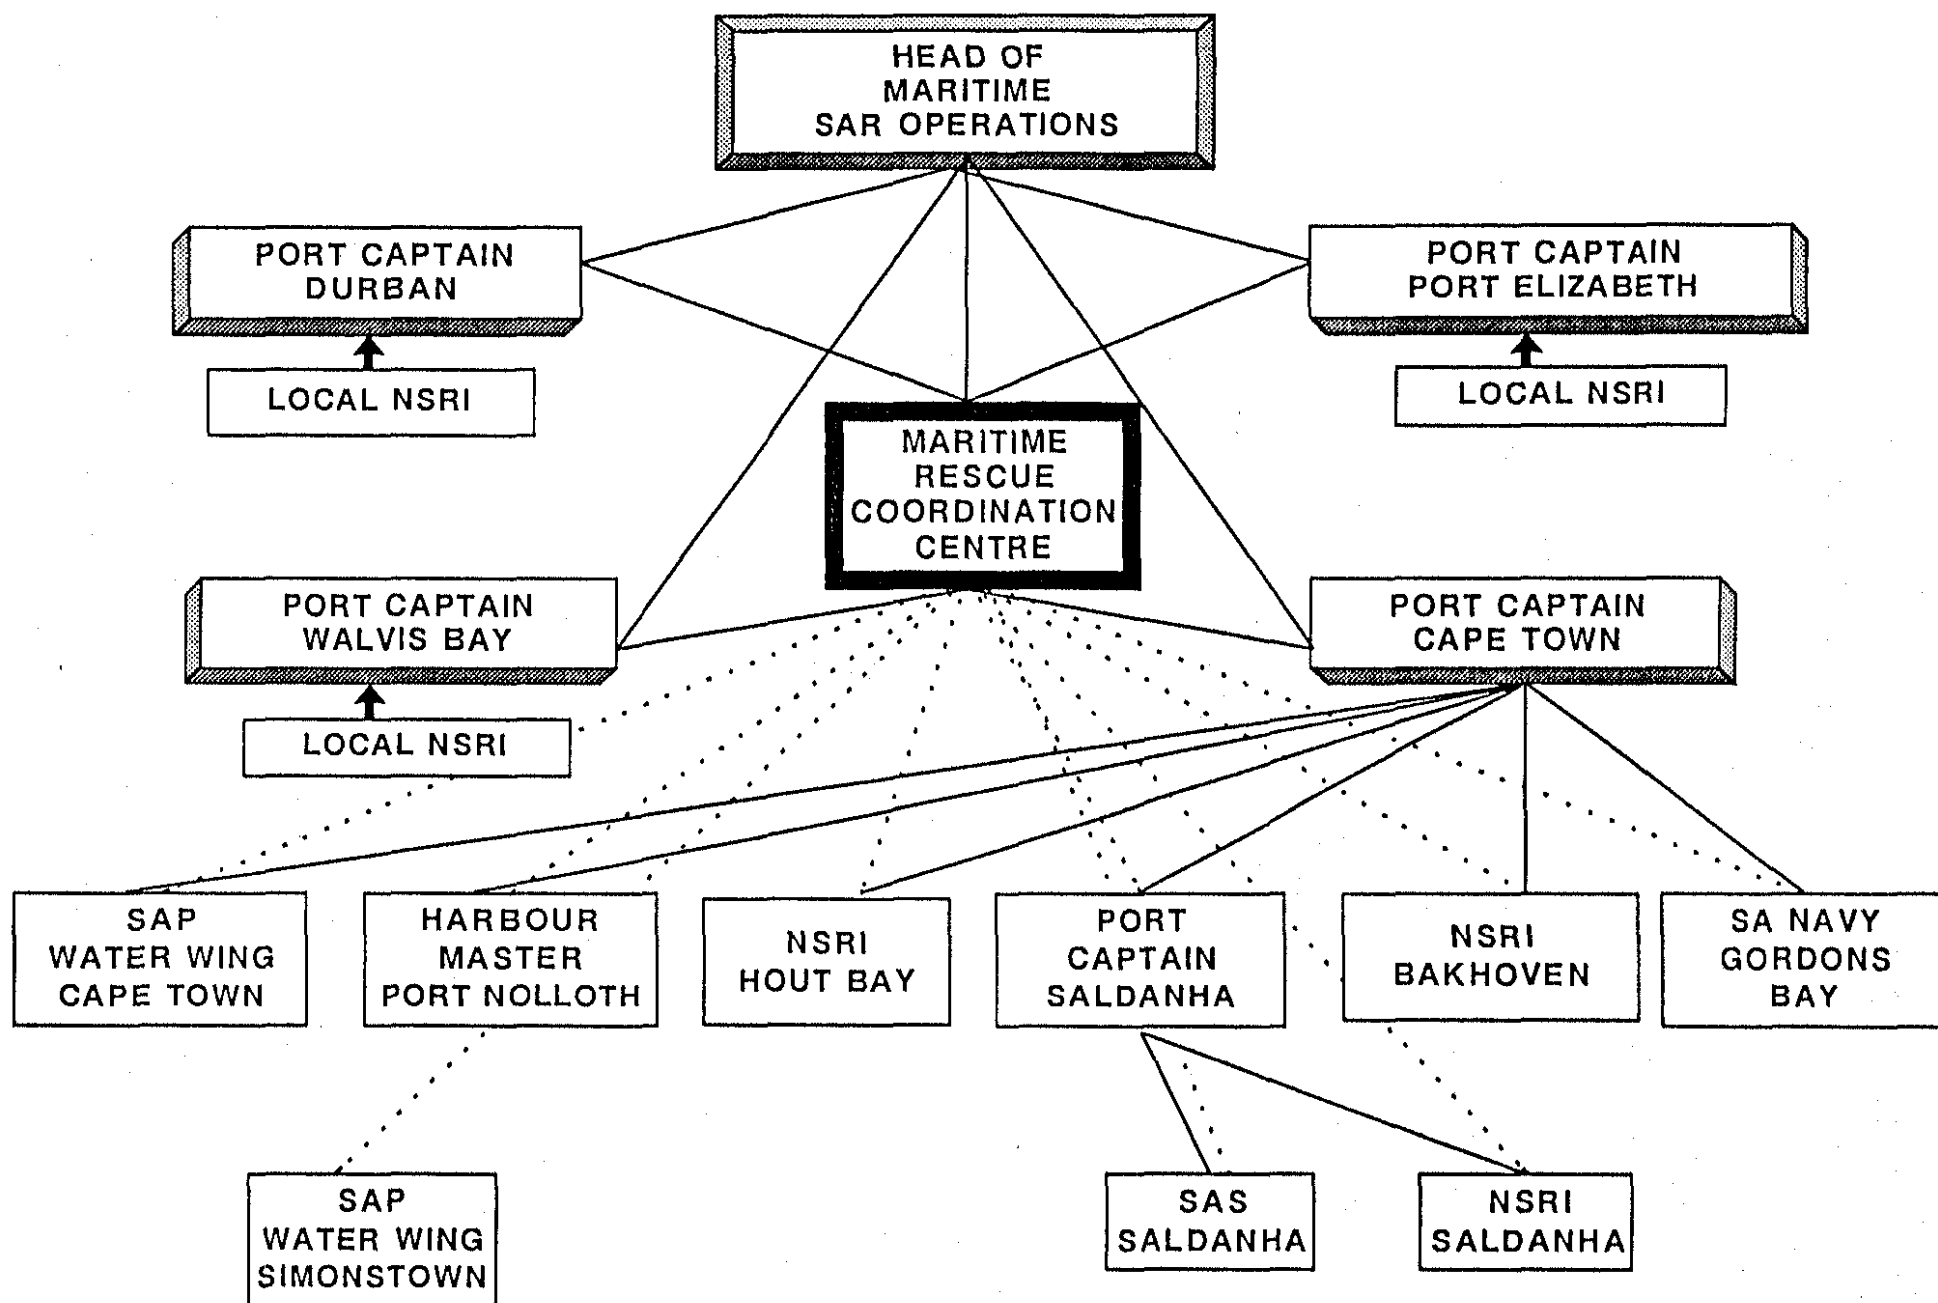 HEAD OF
MARITIME
SAR OPERATIONS
PORT CAPTAIN
DURBAN
PORT CAPTAIN
PORT ELIZABETH
LOCAL NSRI
LOCAL NSRI
MARITIME
RESCUE
COORDINATION
CENTRE
PORT CAPTAIN
WALVIS BAY
PORT CAPTAIN
CAPE TOWN
LOCAL NSRI
SAP
WATER WING
CAPE TOWN
HARBOUR
MASTER
PORT NOLLOTH
NSRI
HOUT BAY
PORT
CAPTAIN
SALDANHA
NSRI
BAKHOVEN
SA NAVY
GORDONS
BAY
SAP
WATER WING
SIMONSTOWN
SAS
SALDANHA
NSRI
SALDANHA